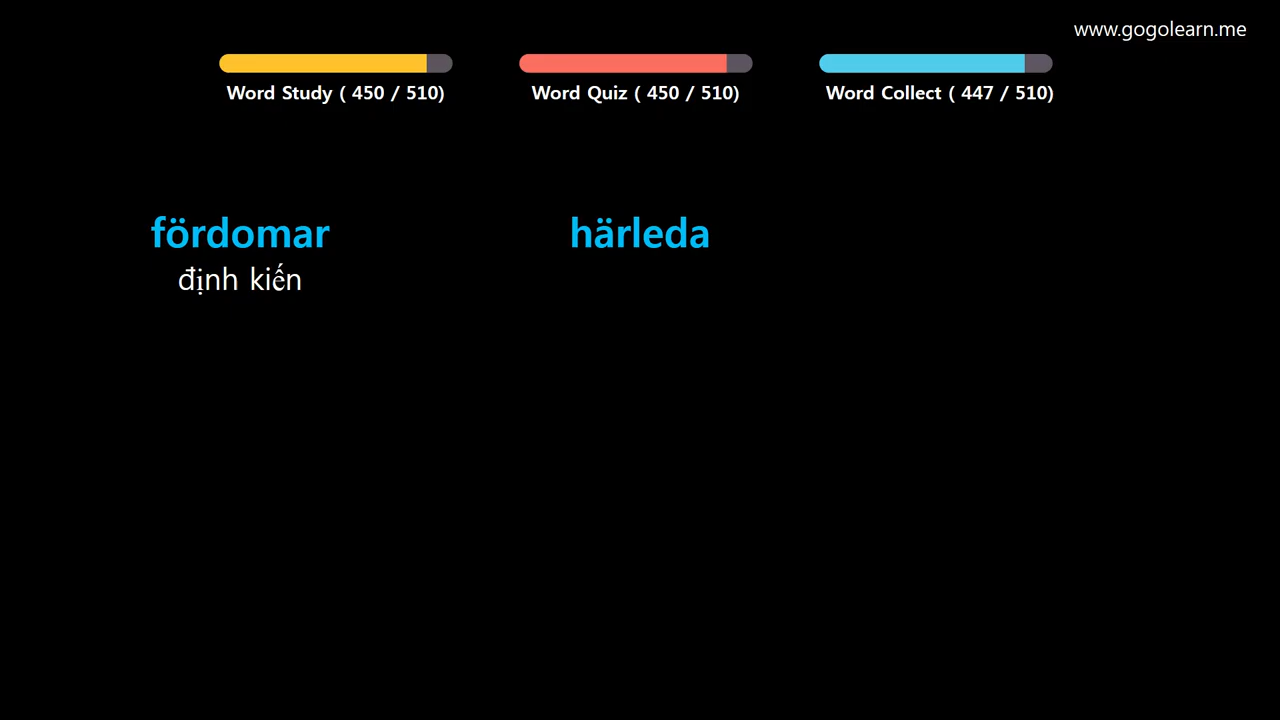 www.gogolearn.me
Word Study ( 450 / 510)
Word Quiz ( 450 / 510)
Word Collect ( 447 / 510)
fördomar
định kiến
härleda